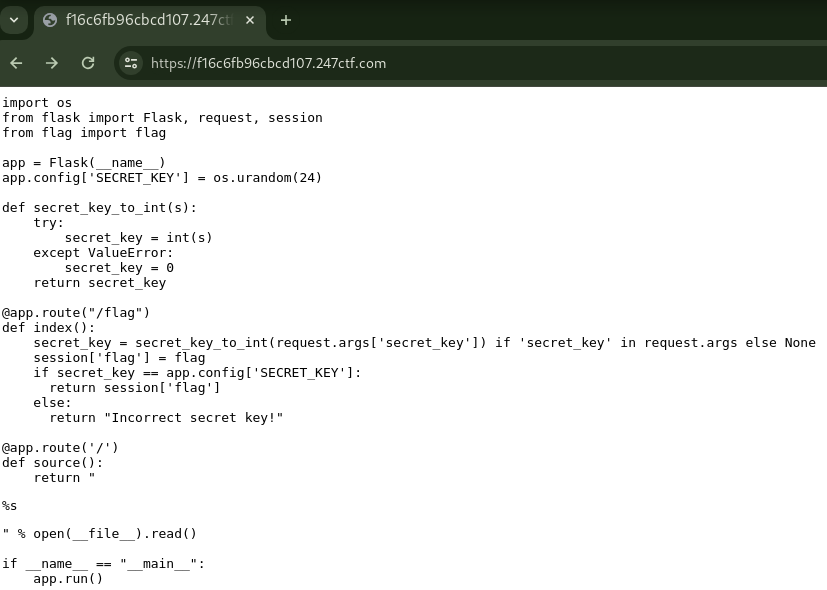 f16c6fb96cbcd107.247ct
https://f16c6fb96cbcd107.247ctf.com
import os
from flask import Flask, request, session
from flag import flag

app = Flask(__name__)
app.config['SECRET_KEY'] = os.urandom(24)

def secret_key_to_int(s):
    try:
        secret_key = int(s)
    except ValueError:
        secret_key = 0
    return secret_key

@app.route("/flag")
def index():
    secret_key = secret_key_to_int(request.args['secret_key']) if 'secret_key' in request.args else None
    session['flag'] = flag
    if secret_key == app.config['SECRET_KEY']:
      return session['flag']
    else:
      return "Incorrect secret key!"

@app.route('/')
def source():
    return "

%s

" % open(__file__).read()

if __name__ == "__main__":
    app.run()